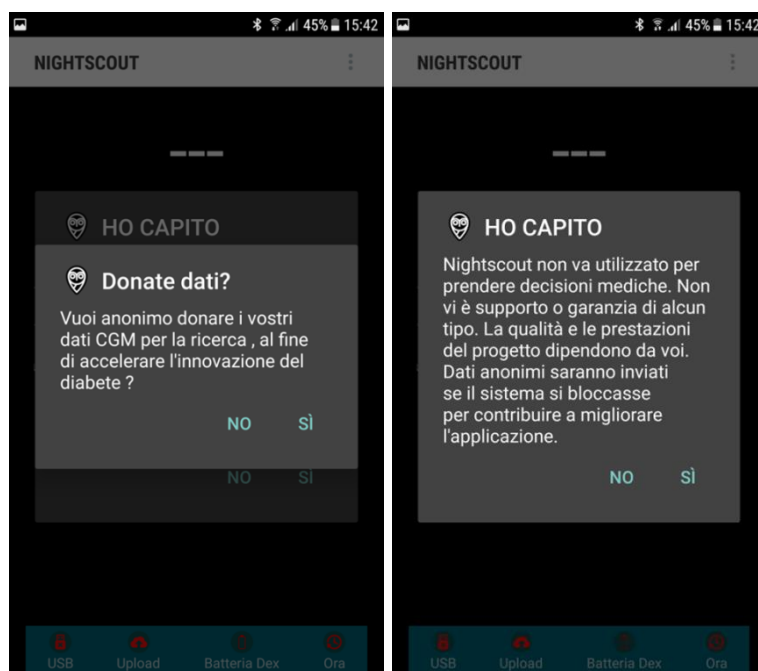 45% 15:42
NIGHTSCOUT
---
HO CAPITO
Donate dati?
Vuoi anonimo donare i vostri
dati CGM per la ricerca , al fine
di accelerare l'innovazione del
diabete ?
NO SÌ
NO SÌ
USB Upload Batteria Dex Ora
45% 15:42
NIGHTSCOUT
---
HO CAPITO
Nightscout non va utilizzato per
prendere decisioni mediche. Non
vi è supporto o garanzia di alcun
tipo. La qualità e le prestazioni
del progetto dipendono da voi.
Dati anonimi saranno inviati
se il sistema si bloccasse
per contribuire a migliorare
l'applicazione.
NO SÌ
USB Upload Batteria Dex Ora